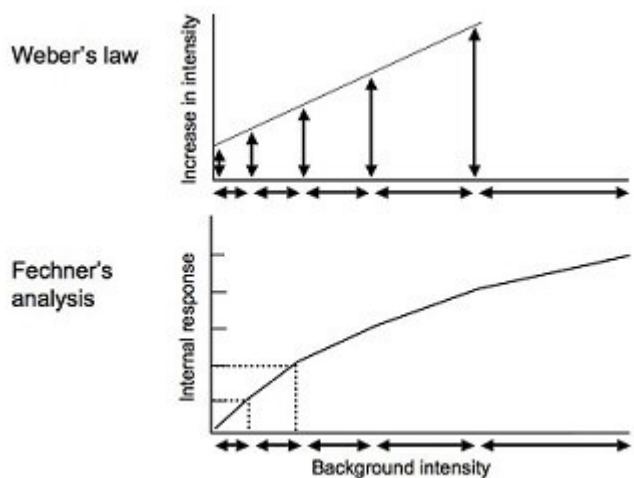 Weber's law
Increase in intensity
Fechner's
analysis
Internal response
Background intensity